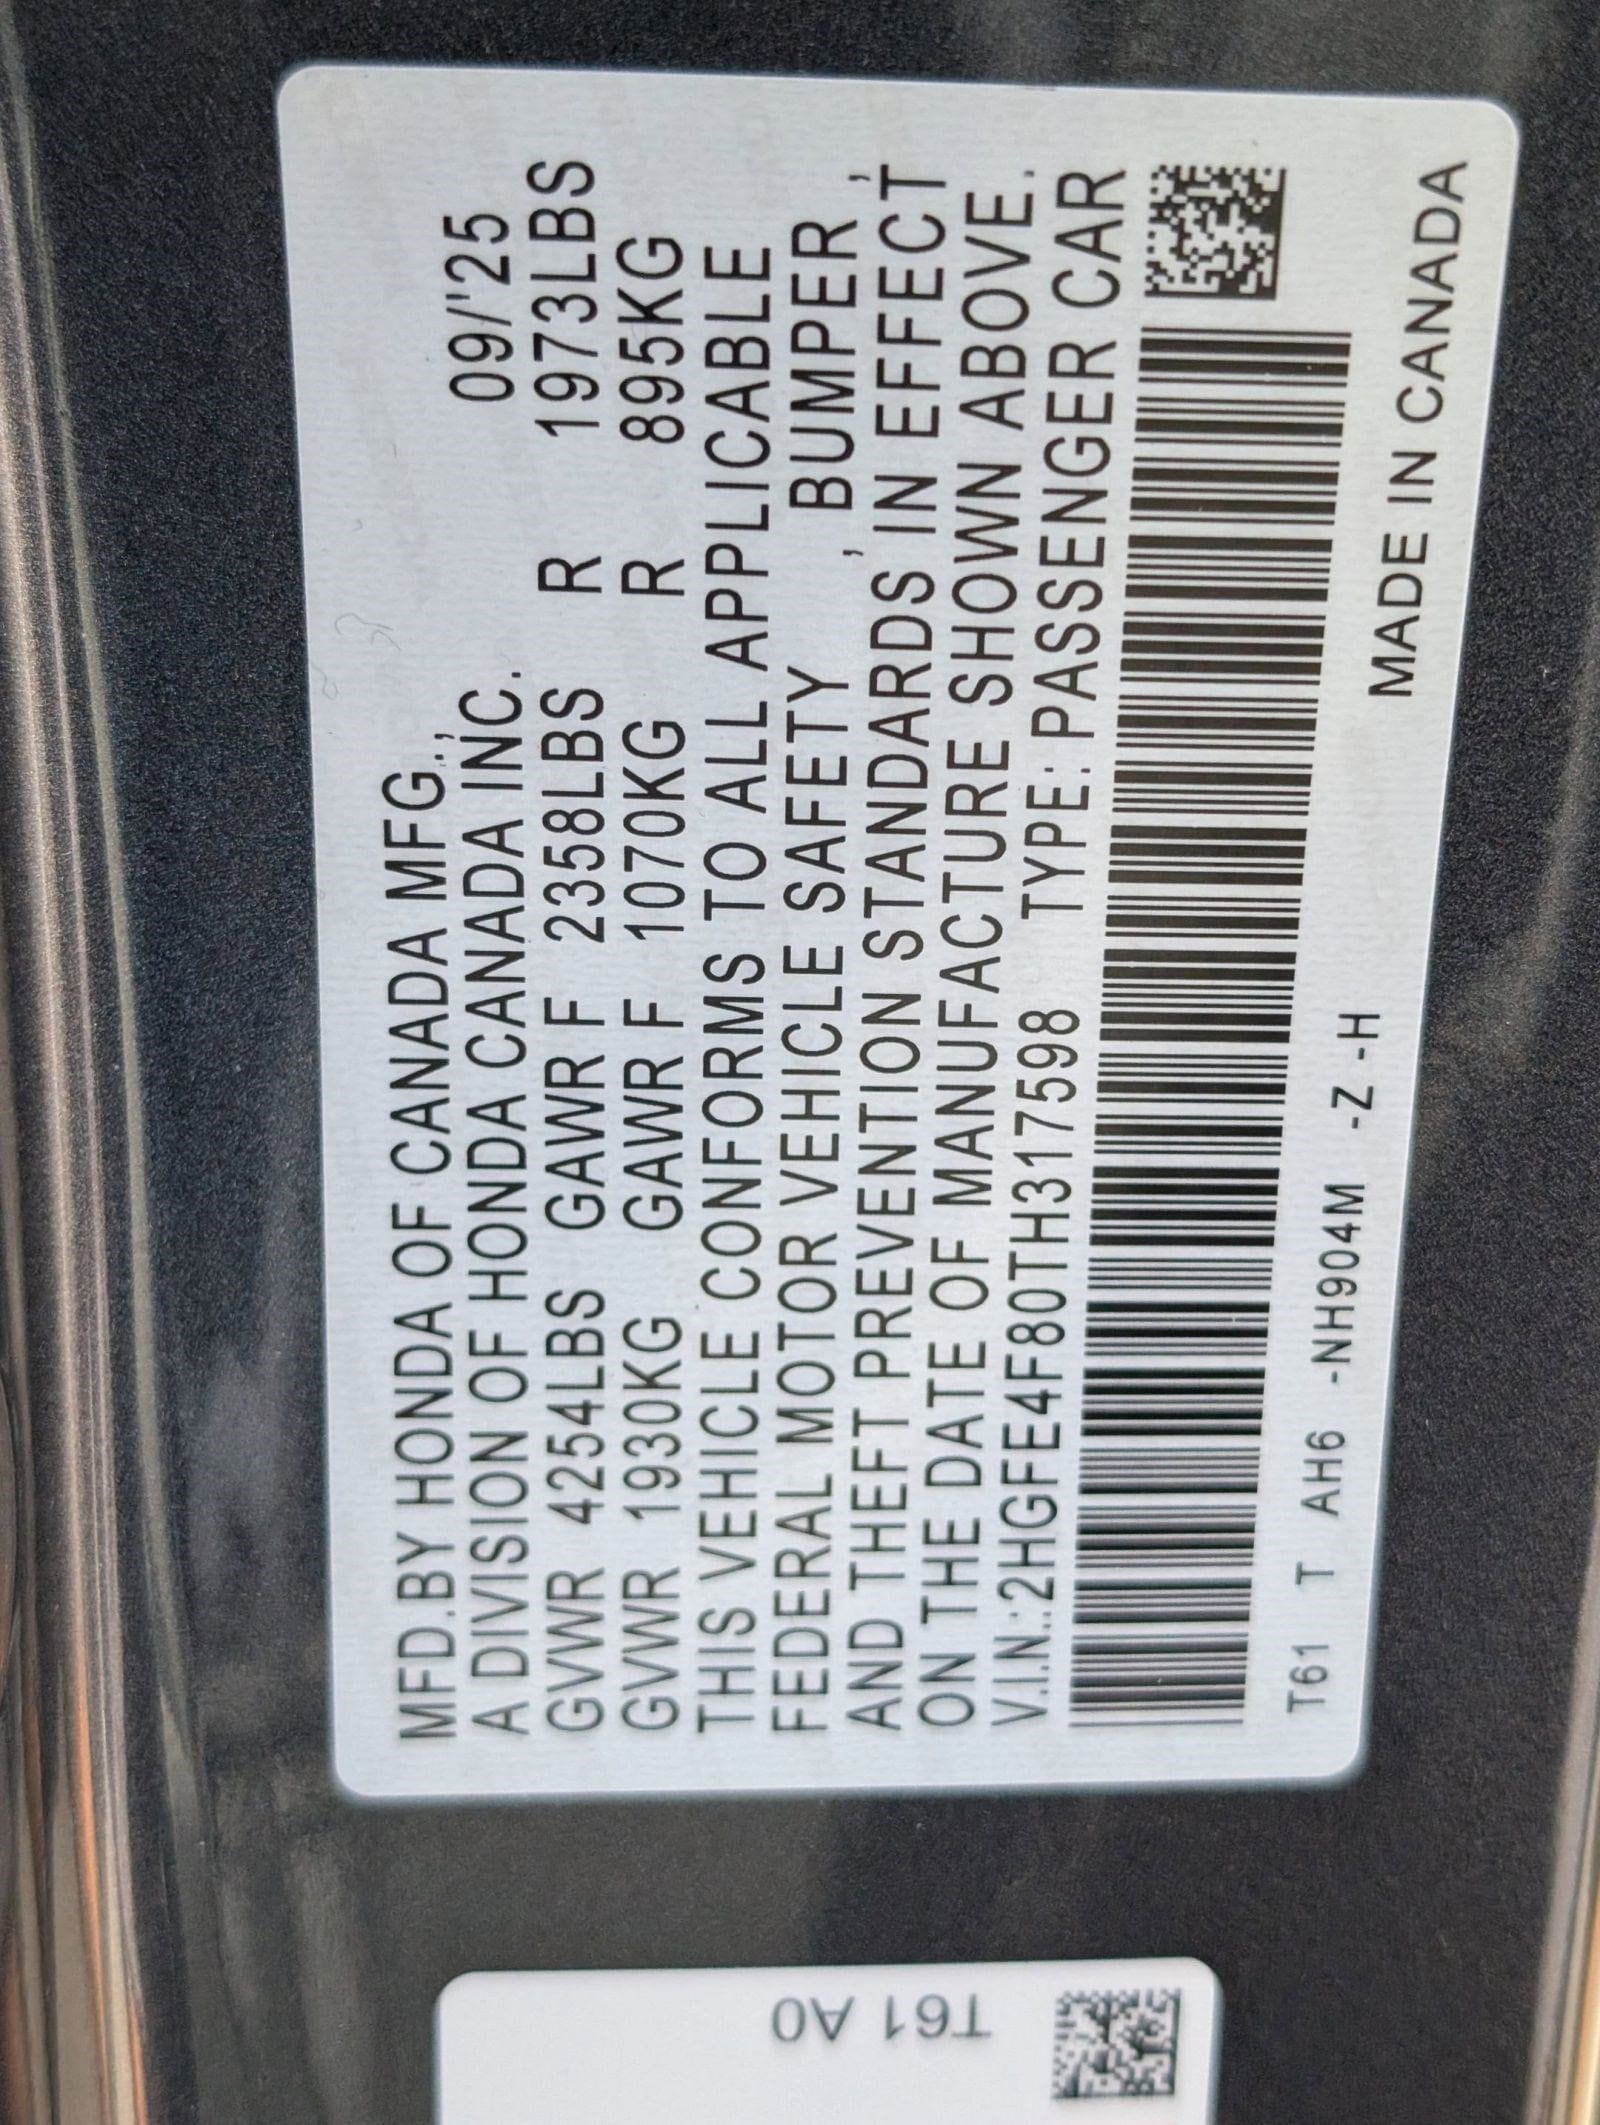 MFD.BY HONDA OF CANADA MFG.,
A DIVISION OF HONDA CANADA INC. 09/'25
GVWR 4254LBS GAWR F 2358LBS R 1973LBS
GVWR 1930KG GAWR F 1070KG R 895KG
THIS VEHICLE CONFORMS TO ALL APPLICABLE
FEDERAL MOTOR VEHICLE SAFETY, BUMPER,
AND THEFT PREVENTION STANDARDS IN EFFECT
ON THE DATE OF MANUFACTURE SHOWN ABOVE.
V.I.N.:2HGFE4F80TH317598 TYPE: PASSENGER CAR
T61 T AH6 -NH904M -Z -H
MADE IN CANADA
T61 A0